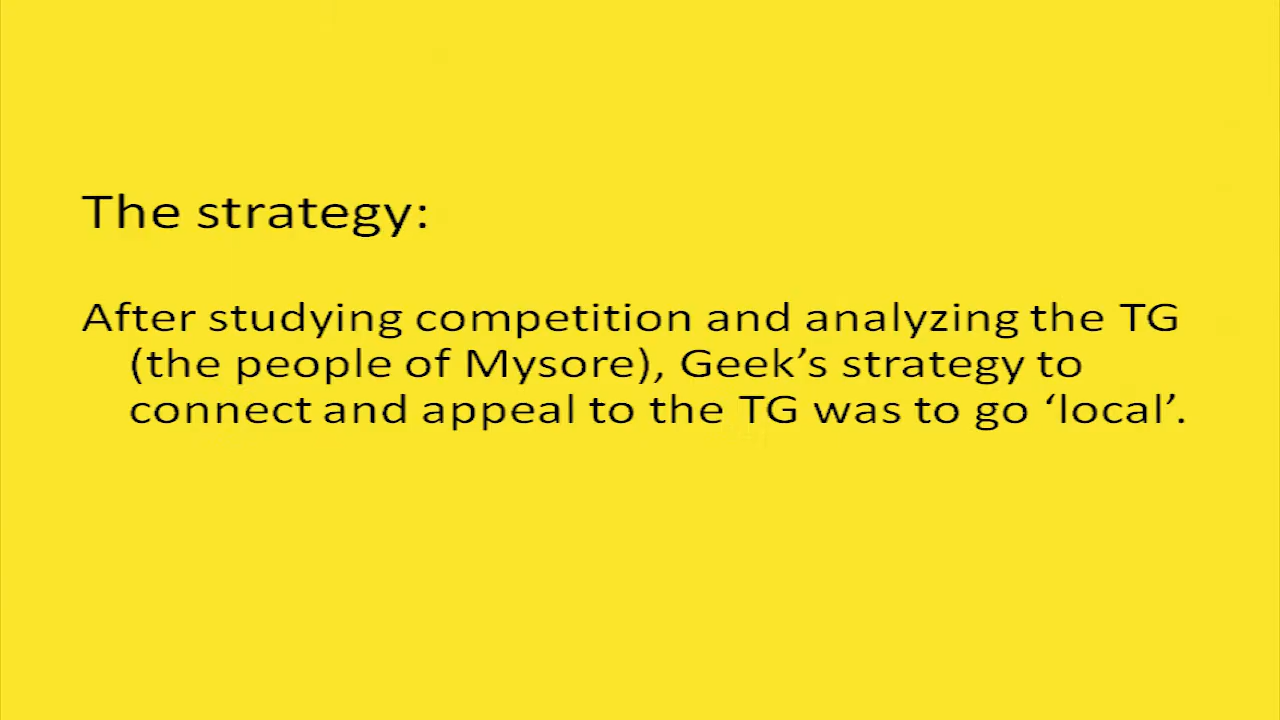 The strategy:
After studying competition and analyzing the TG
(the people of Mysore), Geek’s strategy to
connect and appeal to the TG was to go ‘local’.